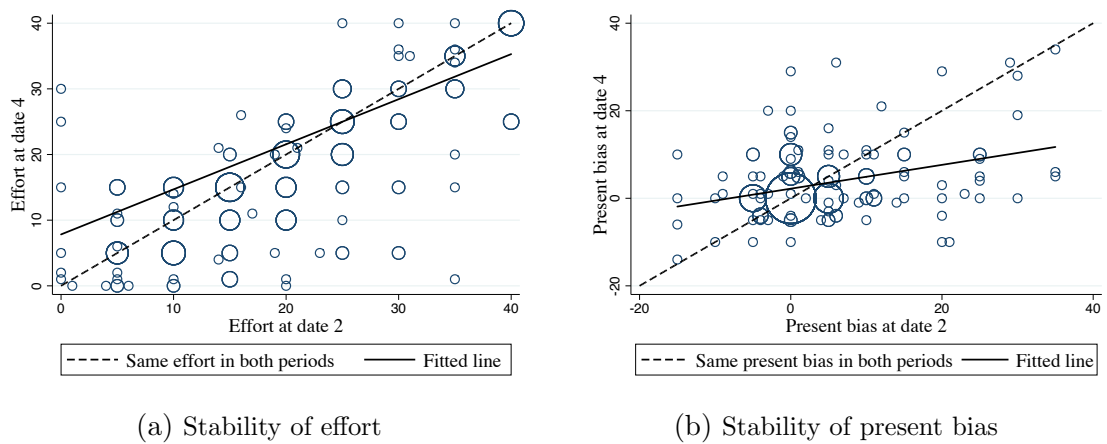 Effort at date 4
40
30
20
10
0
0 10 20 30 40
Effort at date 2
Same effort in both periods Fitted line
(a) Stability of effort
Present bias at date 4
40
20
0
-20
-20 0 20 40
Present bias at date 2
Same present bias in both periods Fitted line
(b) Stability of present bias